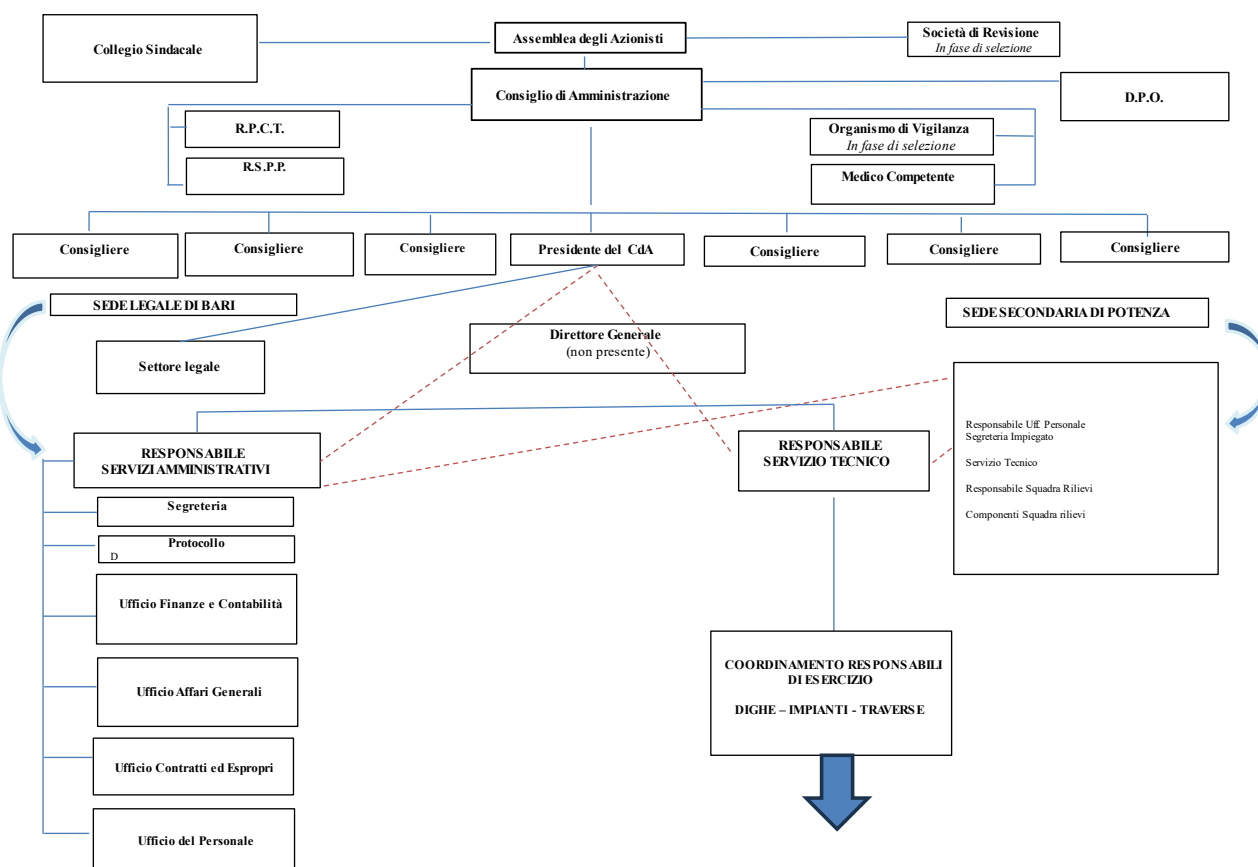 Collegio Sindacale
Assemblea degli Azionisti
Società di Revisione
In fase di selezione
Consiglio di Amministrazione
D.P.O.
R.P.C.T.
Organismo di Vigilanza
In fase di selezione
R.S.P.P.
Medico Competente
Consigliere
Consigliere
Consigliere
Presidente del CdA
Consigliere
Consigliere
Consigliere
SEDE LEGALE DI BARI
SEDE SECONDARIA DI POTENZA
Direttore Generale
(non presente)
Settore legale
Responsabile Uff. Personale
Segreteria Impiegato
Servizio Tecnico
Responsabile Squadra Rilievi
Componenti Squadra rilievi
RESPONSABILE
SERVIZI AMMINISTRATIVI
RESPONSABILE
SERVIZIO TECNICO
Segreteria
Protocollo
D
Ufficio Finanze e Contabilità
Ufficio Affari Generali
Ufficio Contratti ed Espropri
Ufficio del Personale
COORDINAMENTO RESPONSABILI
DI ESERCIZIO
DIGHE – IMPIANTI - TRAVERSE